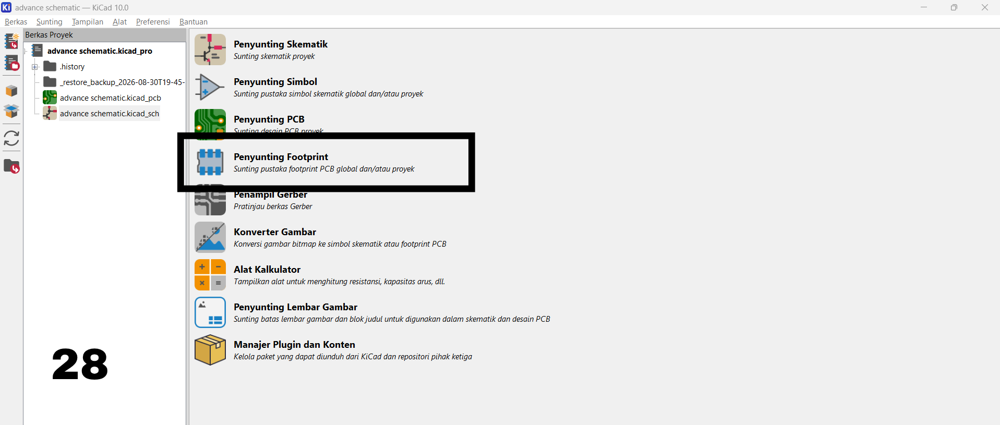 advance schematic — KiCad 10.0
Berkas Sunting Tampilan Alat Preferensi Bantuan
Berkas Proyek
advance schematic.kicad_pro
.history
_restore_backup_2026-08-30T19-45-
advance schematic.kicad_pcb
advance schematic.kicad_sch
Penyunting Skematik
Sunting skematik proyek
Penyunting Simbol
Sunting pustaka simbol skematik global dan/atau proyek
Penyunting PCB
Sunting desain PCB proyek
Penyunting Footprint
Sunting pustaka footprint PCB global dan/atau proyek
Penampil Gerber
Pratinjau berkas Gerber
Konverter Gambar
Konversi gambar bitmap ke simbol skematik atau footprint PCB
Alat Kalkulator
Tampilkan alat untuk menghitung resistansi, kapasitas arus, dll.
Penyunting Lembar Gambar
Sunting batas lembar gambar dan blok judul untuk digunakan dalam skematik dan desain PCB
Manajer Plugin dan Konten
Kelola paket yang dapat diunduh dari KiCad dan repositori pihak ketiga
28